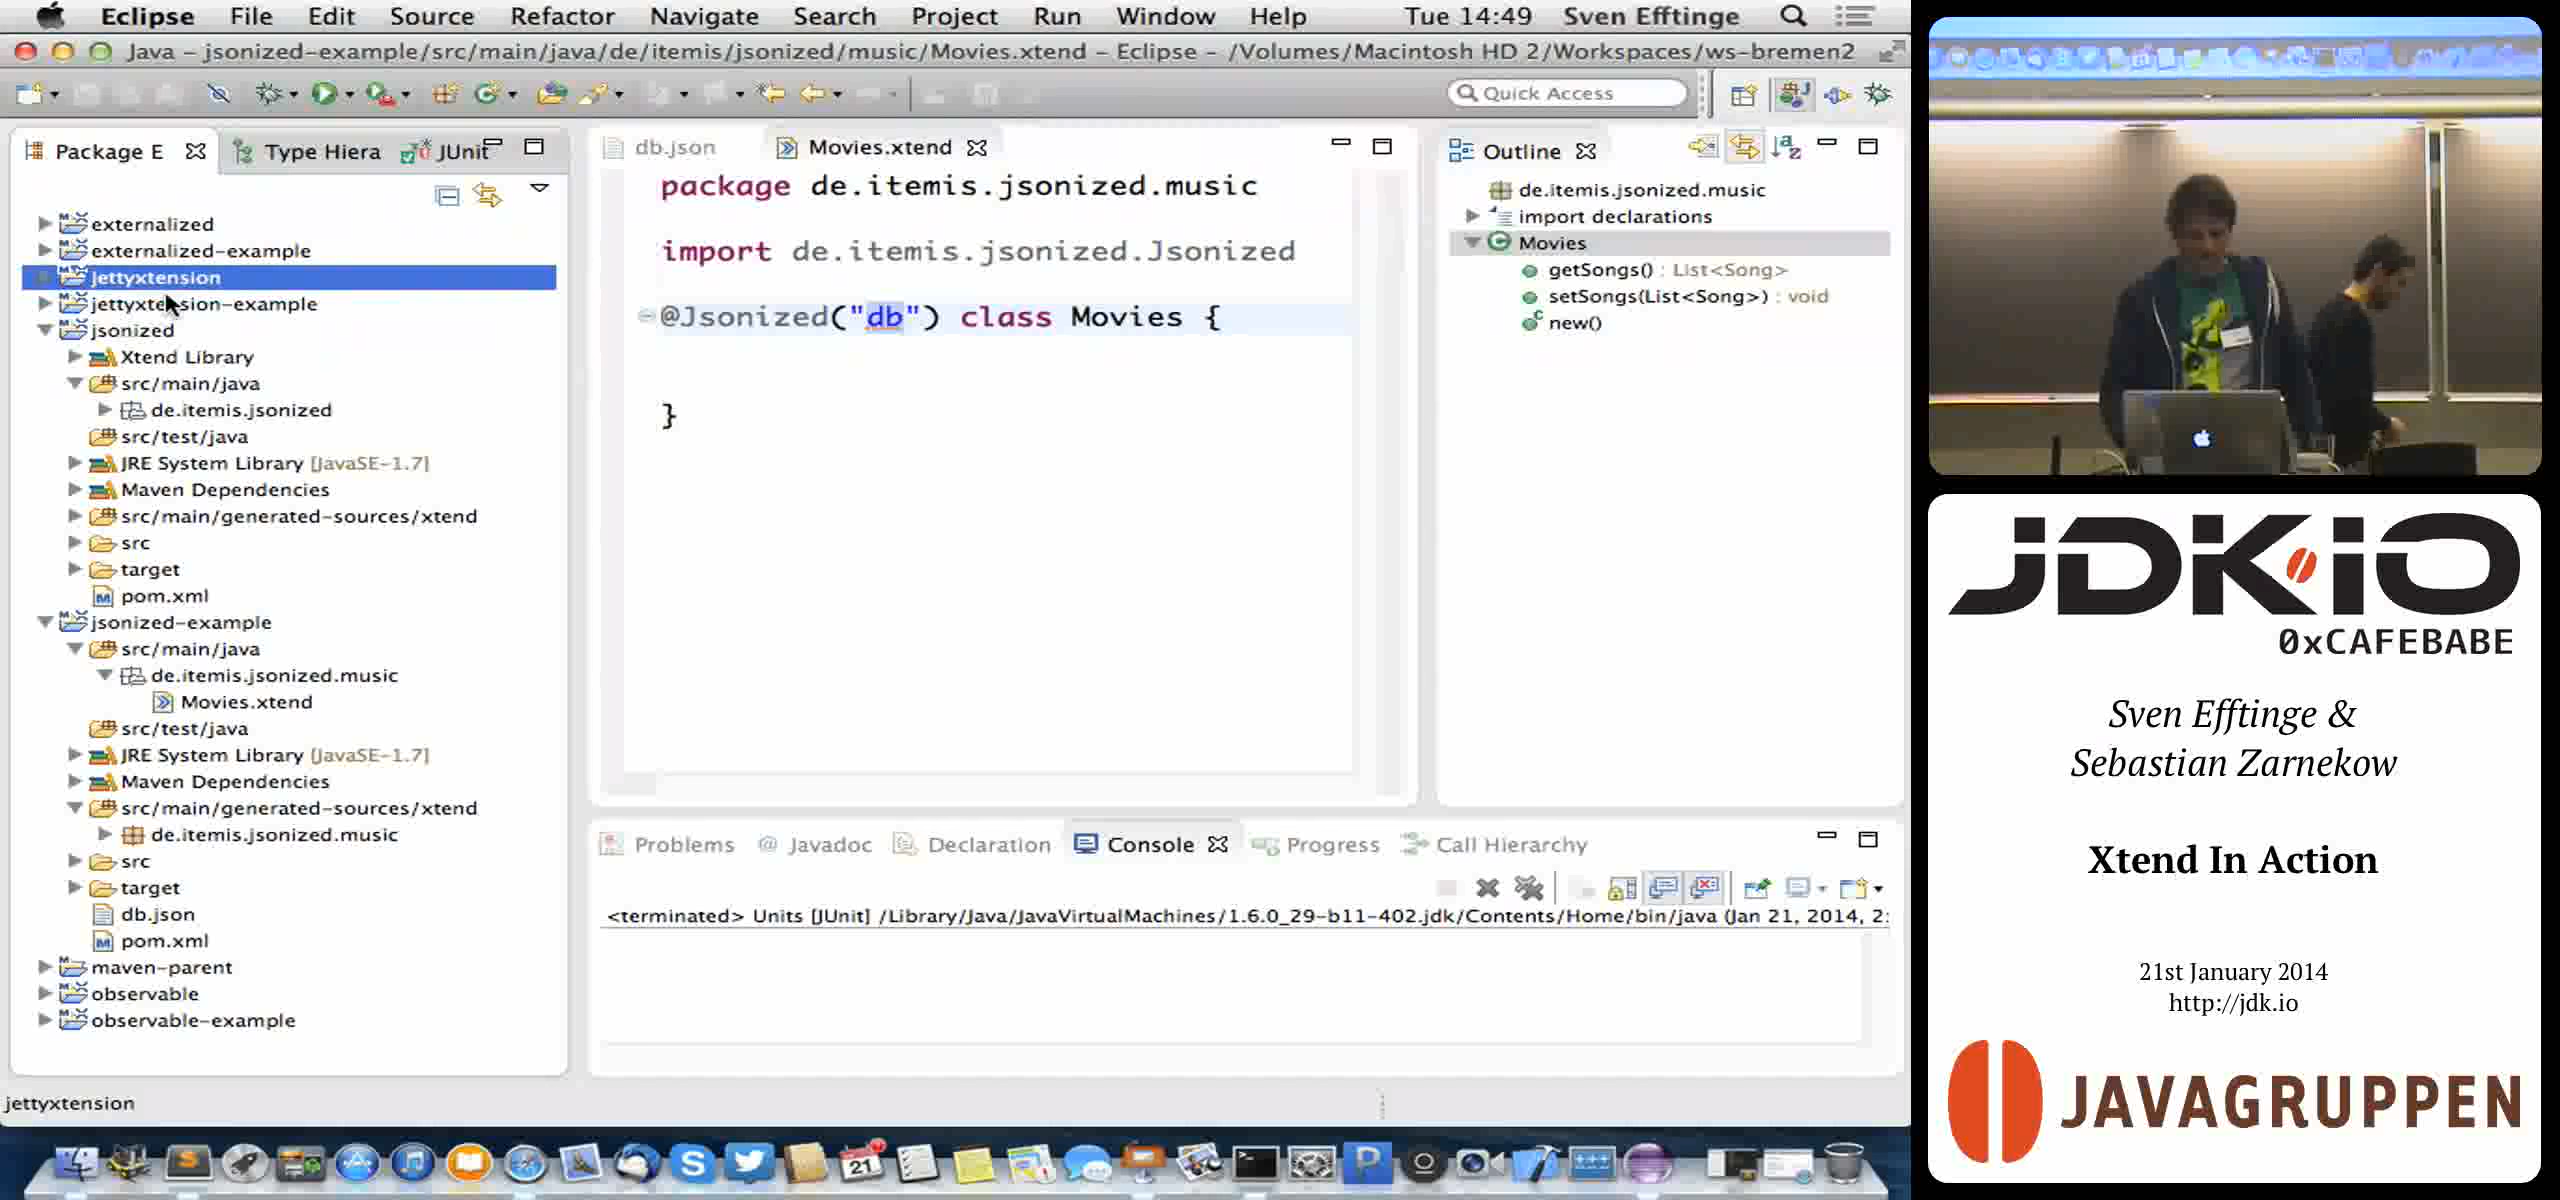 Eclipse File Edit Source Refactor Navigate Search Project Run Window Help Tue 14:49 Sven Efftinge
Java – jsonized-example/src/main/java/de/itemis/jsonized/music/Movies.xtend – Eclipse – /Volumes/Macintosh HD 2/Workspaces/ws-bremen2
Quick Access
Package E Type Hiera JUnit
externalized
externalized-example
jettyxtension
jettyxtension-example
jsonized
Xtend Library
src/main/java
de.itemis.jsonized
src/test/java
JRE System Library [JavaSE-1.7]
Maven Dependencies
src/main/generated-sources/xtend
src
target
pom.xml
jsonized-example
src/main/java
de.itemis.jsonized.music
Movies.xtend
src/test/java
JRE System Library [JavaSE-1.7]
Maven Dependencies
src/main/generated-sources/xtend
de.itemis.jsonized.music
src
target
db.json
pom.xml
maven-parent
observable
observable-example
jettyxtension
db.json Movies.xtend
package de.itemis.jsonized.music
import de.itemis.jsonized.Jsonized
@Jsonized("db") class Movies {
}
Outline
de.itemis.jsonized.music
import declarations
Movies
getSongs() : List<Song>
setSongs(List<Song>) : void
new()
Problems @ Javadoc Declaration Console Progress Call Hierarchy
<terminated> Units [JUnit] /Library/Java/JavaVirtualMachines/1.6.0_29-b11-402.jdk/Contents/Home/bin/java (Jan 21, 2014, 2:
21
JDK.IO
0xCAFEBABE
Sven Efftinge &
Sebastian Zarnekow
Xtend In Action
21st January 2014
http://jdk.io
JAVAGRUPPEN